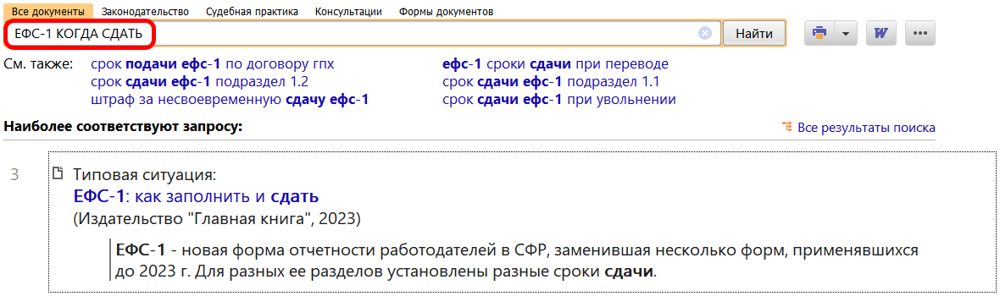 Все документы Законодательство Судебная практика Консультации Формы документов
ЕФС-1 КОГДА СДАТЬ Найти
См. также: срок подачи ефс-1 по договору гпх ефс-1 сроки сдачи при переводе
срок сдачи ефс-1 подраздел 1.2 срок сдачи ефс-1 подраздел 1.1
штраф за несвоевременную сдачу ефс-1 срок сдачи ефс-1 при увольнении
Наиболее соответствуют запросу: Все результаты поиска
3 Типовая ситуация:
ЕФС-1: как заполнить и сдать
(Издательство "Главная книга", 2023)
ЕФС-1 - новая форма отчетности работодателей в СФР, заменившая несколько форм, применявшихся
до 2023 г. Для разных ее разделов установлены разные сроки сдачи.